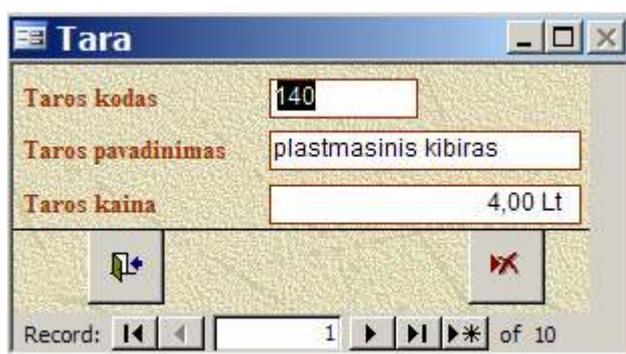 Tara
Taros kodas 140
Taros pavadinimas plastmasinis kibiras
Taros kaina 4,00 Lt
Record: 1 of 10